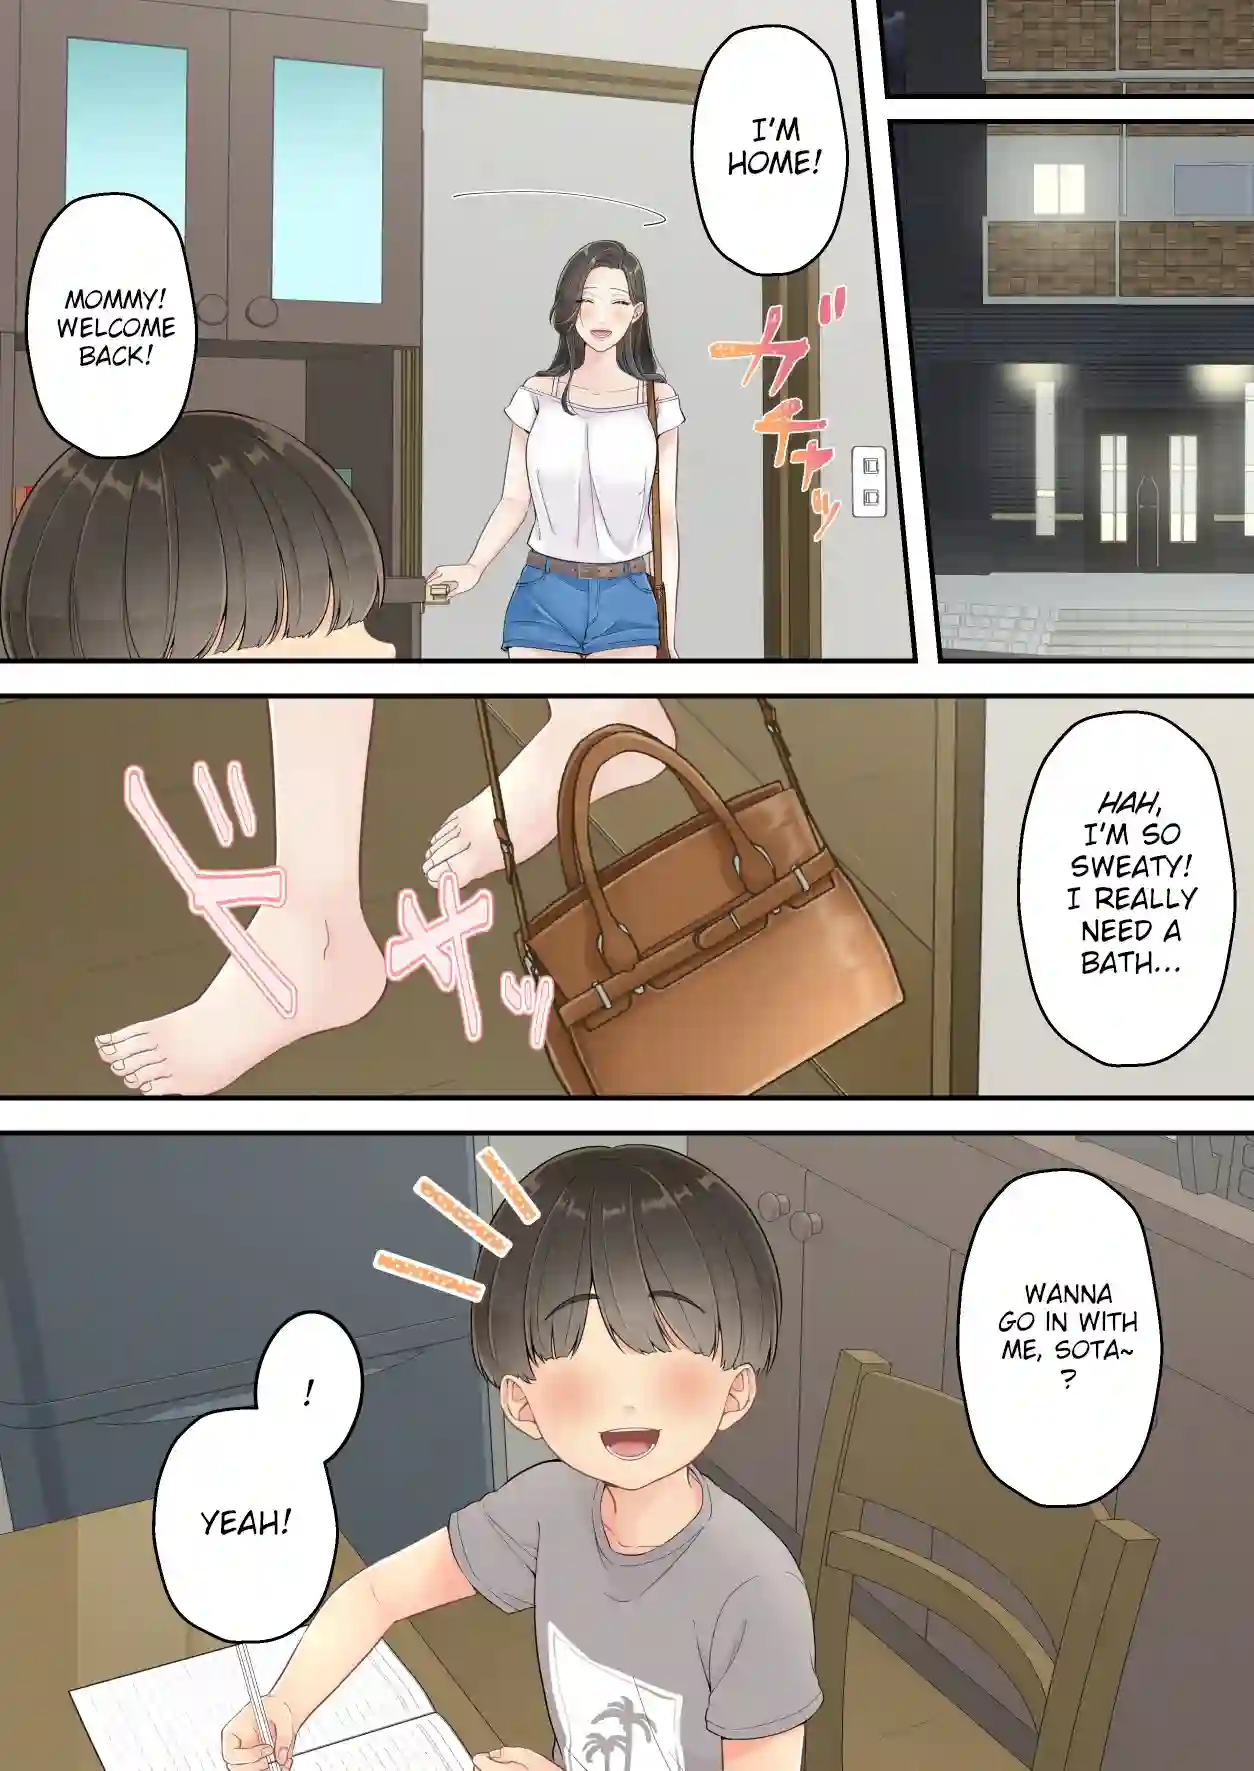 I'M
HOME!
ガチャッ
MOMMY!
WELCOME
BACK!
HAH,
I'M SO
SWEATY!
I REALLY
NEED A
BATH...
ドサッ
WANNA
GO IN WITH
ME, SOTA~
?
!
YEAH!